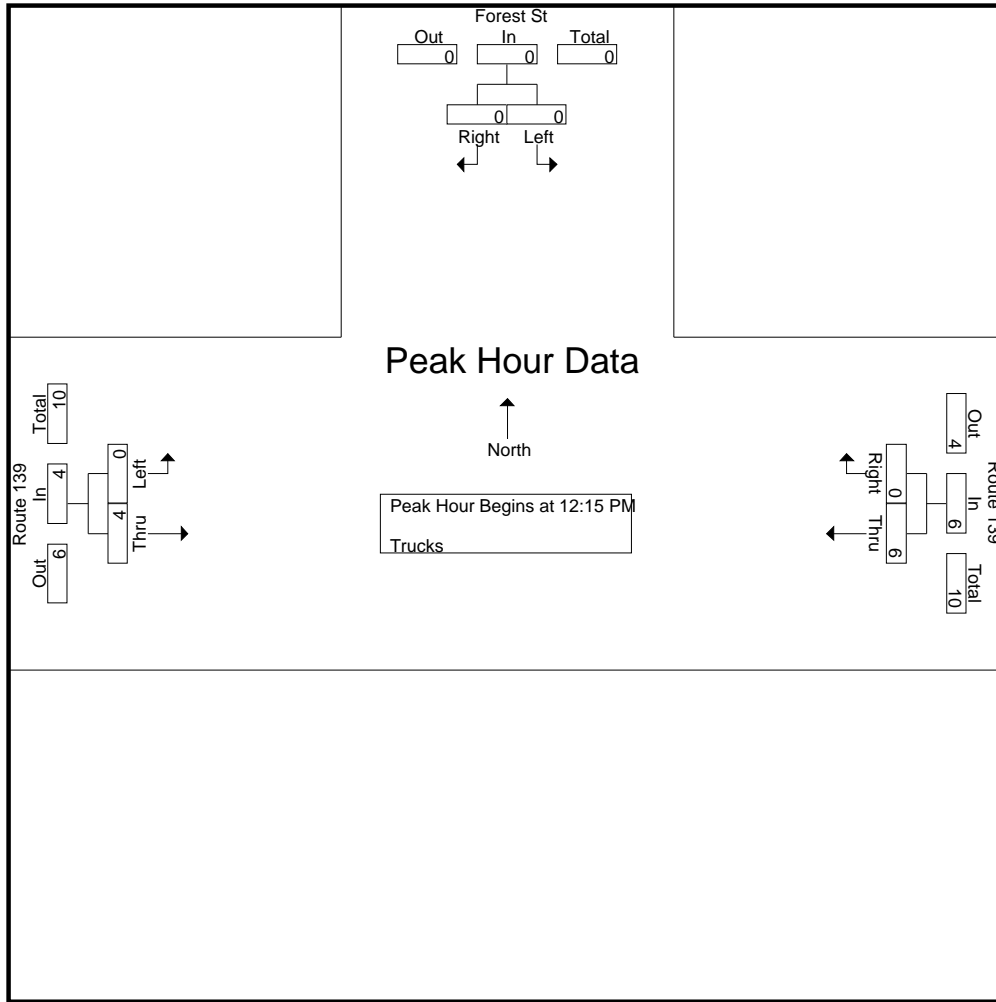 Forest St
Out In Total
0 0 0
0 0
Right Left
Peak Hour Data
North
Peak Hour Begins at 12:15 PM
Trucks
Route 139
Total In Out
10 4 6
0 4
Left Thru
Right Thru
0 6
Out In Total
4 6 10
Route 139